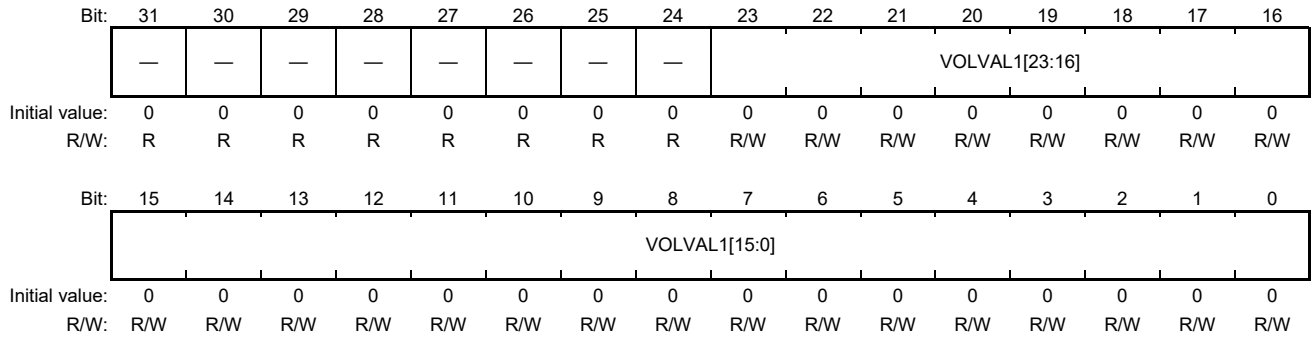 Bit: 31 30 29 28 27 26 25 24 23 22 21 20 19 18 17 16
— — — — — — — — VOLVAL1[23:16]
Initial value: 0 0 0 0 0 0 0 0 0 0 0 0 0 0 0 0
R/W: R R R R R R R R R/W R/W R/W R/W R/W R/W R/W R/W
Bit: 15 14 13 12 11 10 9 8 7 6 5 4 3 2 1 0
VOLVAL1[15:0]
Initial value: 0 0 0 0 0 0 0 0 0 0 0 0 0 0 0 0
R/W: R/W R/W R/W R/W R/W R/W R/W R/W R/W R/W R/W R/W R/W R/W R/W R/W